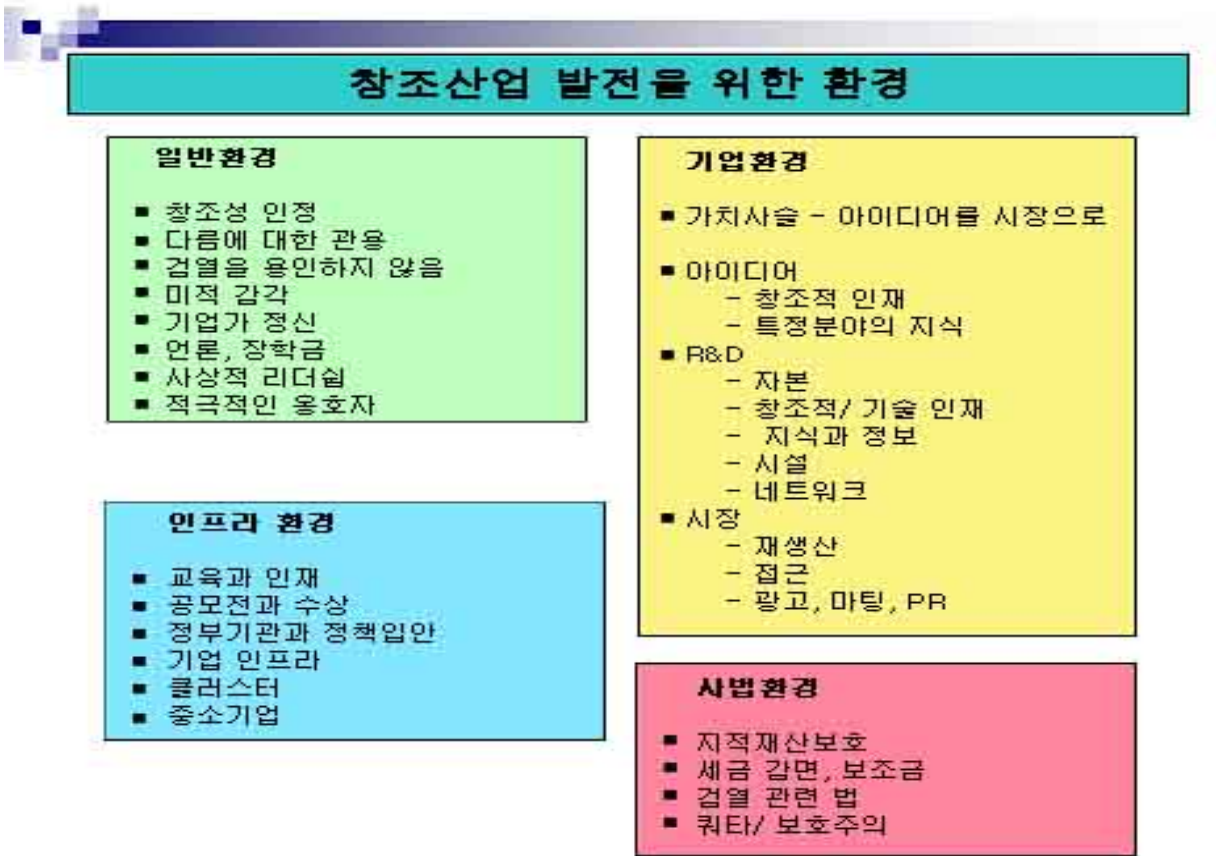 창조산업 발전을 위한 환경
일반환경
■ 창조성 인정
■ 다름에 대한 관용
■ 검열을 용인하지 않음
■ 미적 감각
■ 기업가 정신
■ 언론, 장학금
■ 사상적 리더쉽
■ 적극적인 옹호자
인프라 환경
■ 교육과 인재
■ 공모전과 수상
■ 정부기관과 정책입안
■ 기업 인프라
■ 클러스터
■ 중소기업
기업환경
■ 가치사슬 - 아이디어를 시장으로
■ 아이디어
- 창조적 인재
- 특정분야의 지식
■ R&D
- 자본
- 창조적/ 기술 인재
- 지식과 정보
- 시설
- 네트워크
■ 시장
- 재생산
- 접근
- 광고, 마팅, PR
사법환경
■ 지적재산보호
■ 세금 감면, 보조금
■ 검열 관련 법
■ 쿼타/ 보호주의